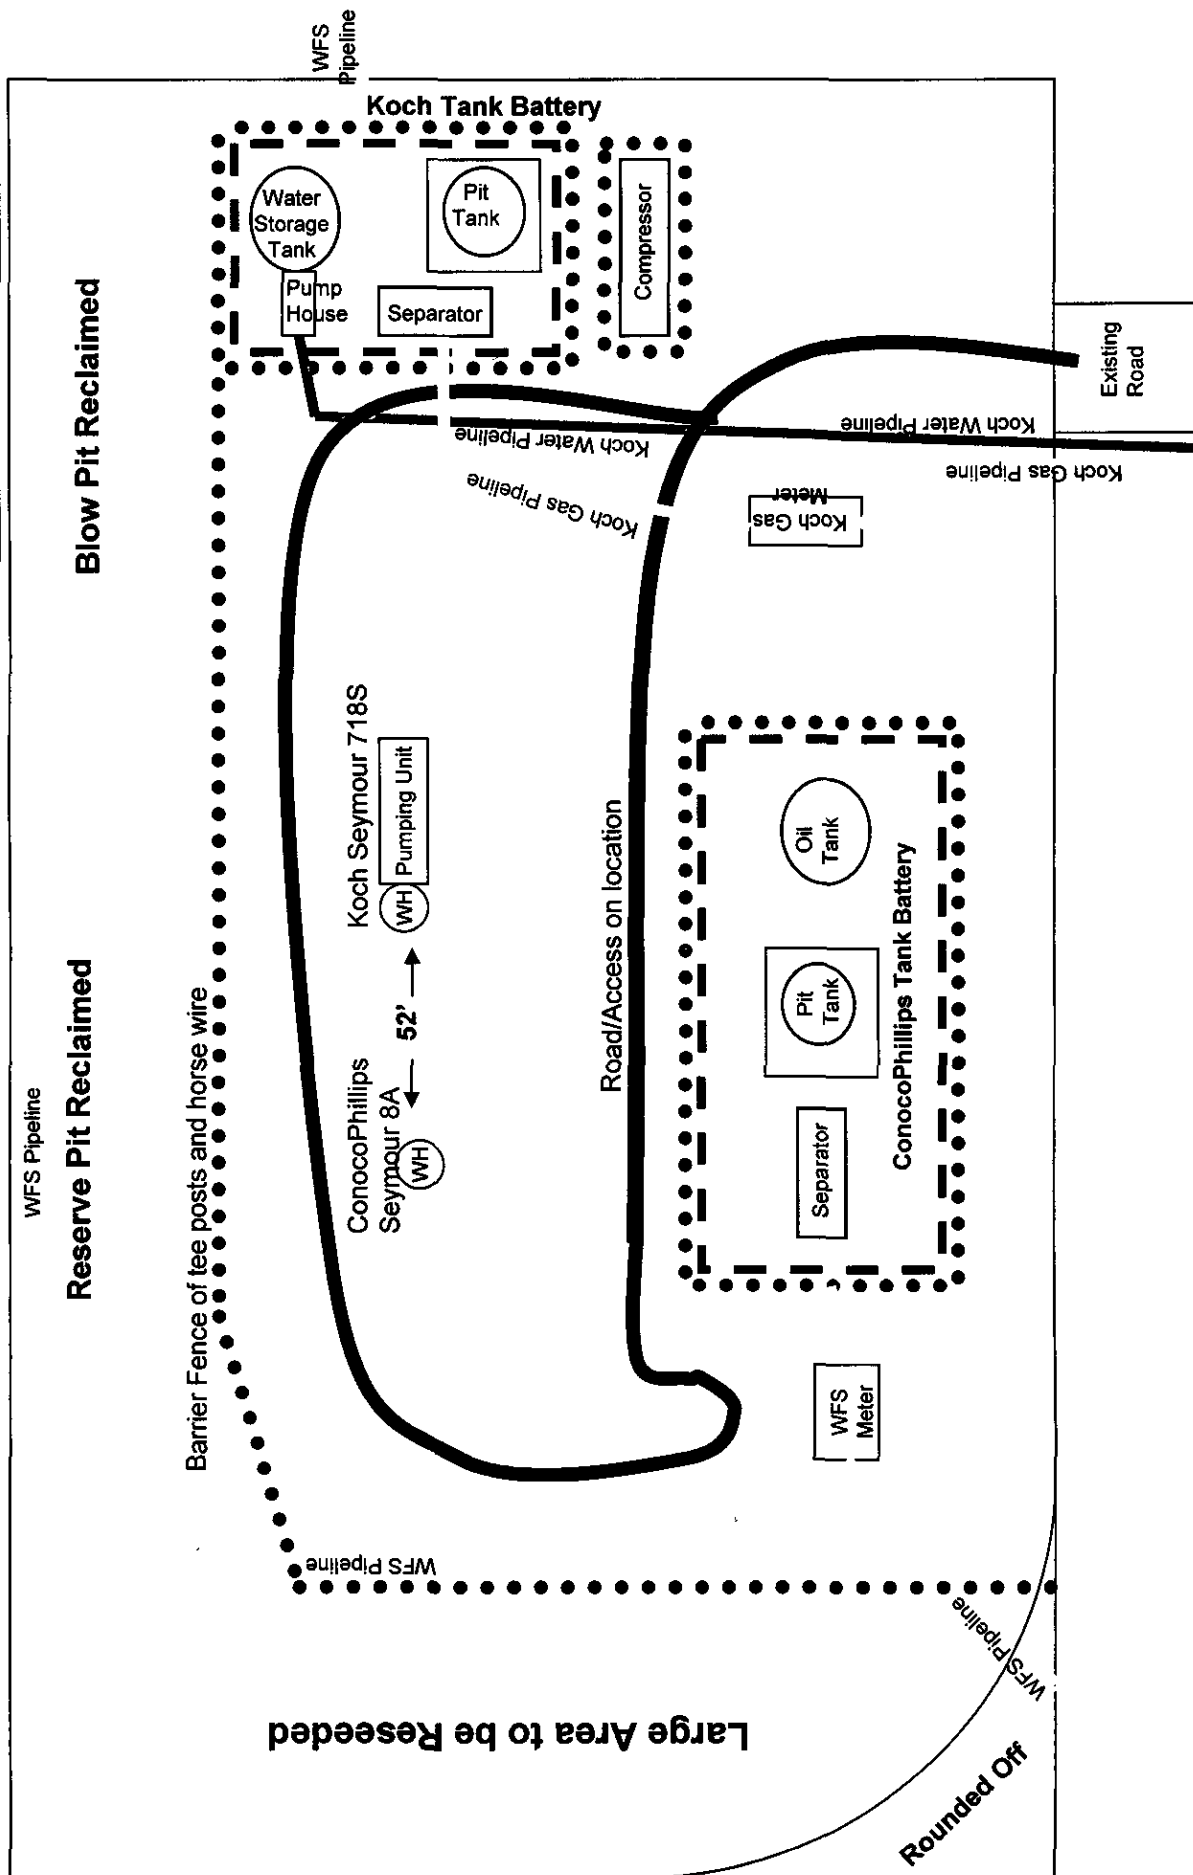 WFS
Pipeline
Koch Tank Battery
Water
Storage
Tank
Pit
Tank
Pump
House
Separator
Compressor
Blow Pit Reclaimed
Existing
Road
Koch Water Pipeline
Koch Water Pipeline
Koch Gas Pipeline
Koch Gas Pipeline
Koch Gas
Meter
Koch Seymour 718S
Pumping Unit
WH
52'
ConocoPhillips
Seymour 8A
WH
Road/Access on location
Oil
Tank
Pit
Tank
Separator
ConocoPhillips Tank Battery
WFS Pipeline
Reserve Pit Reclaimed
Barrier Fence of tee posts and horse wire
WFS
Meter
WFS Pipeline
WFS Pipeline
Large Area to be Reseeded
Rounded Off